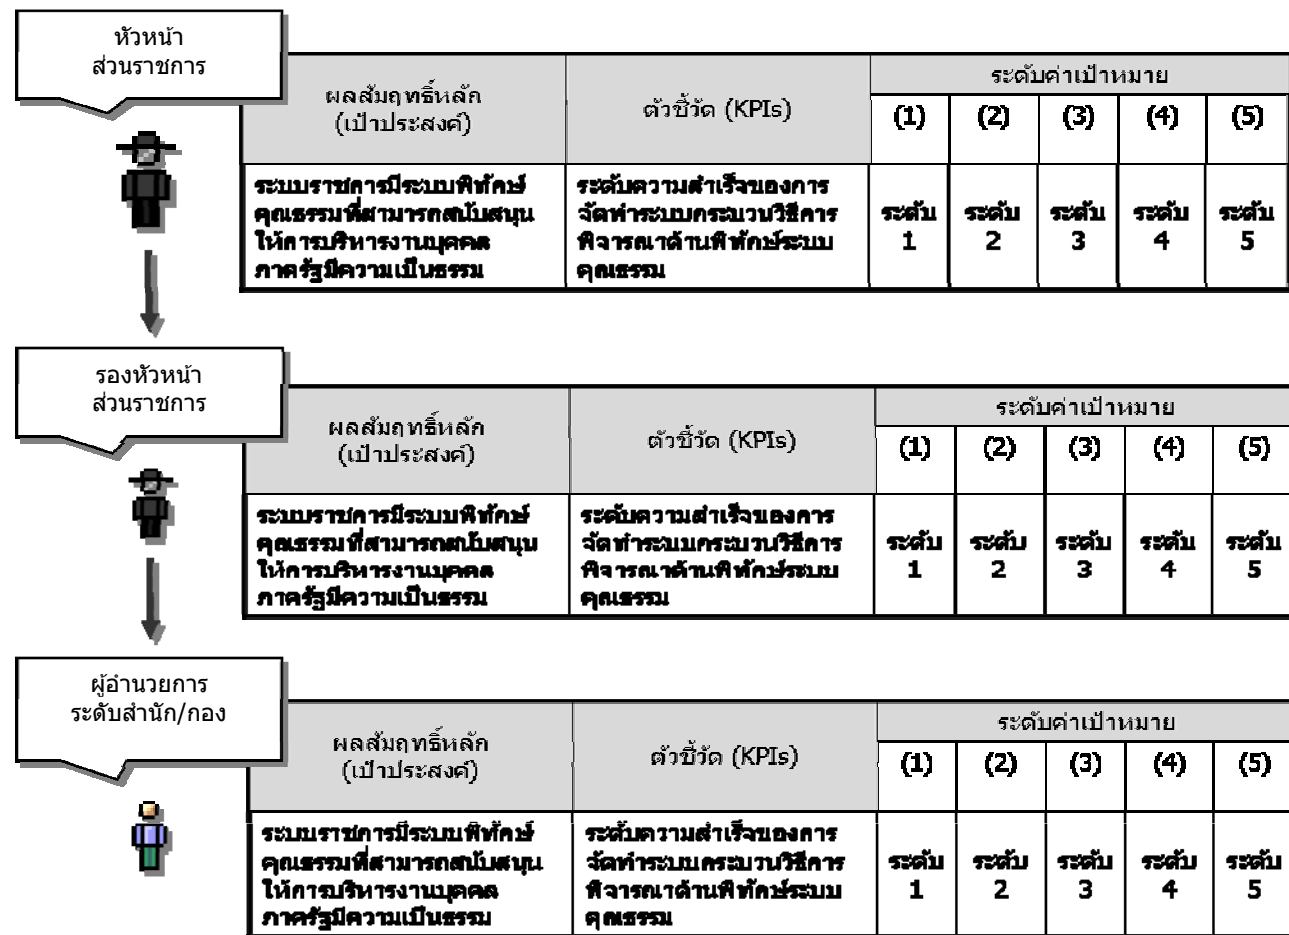 หัวหน้า
ส่วนราชการ
ผลสัมฤทธิ์หลัก
(เป้าประสงค์)
ตัวชี้วัด (KPIs)
ระดับค่าเป้าหมาย
(1) (2) (3) (4) (5)
ระบบราชการมีระบบพิทักษ์
คุณธรรมที่สามารถสนับสนุน
ให้การบริหารงานบุคคล
ภาครัฐมีความเป็นธรรม
ระดับความสำเร็จของการ
จัดทำระบบกระบวนวิธีการ
พิจารณาด้านพิทักษ์ระบบ
คุณธรรม
ระดับ ระดับ ระดับ ระดับ ระดับ
1 2 3 4 5
รองหัวหน้า
ส่วนราชการ
ผลสัมฤทธิ์หลัก
(เป้าประสงค์)
ตัวชี้วัด (KPIs)
ระดับค่าเป้าหมาย
(1) (2) (3) (4) (5)
ระบบราชการมีระบบพิทักษ์
คุณธรรมที่สามารถสนับสนุน
ให้การบริหารงานบุคคล
ภาครัฐมีความเป็นธรรม
ระดับความสำเร็จของการ
จัดทำระบบกระบวนวิธีการ
พิจารณาด้านพิทักษ์ระบบ
คุณธรรม
ระดับ ระดับ ระดับ ระดับ ระดับ
1 2 3 4 5
ผู้อำนวยการ
ระดับสำนัก/กอง
ผลสัมฤทธิ์หลัก
(เป้าประสงค์)
ตัวชี้วัด (KPIs)
ระดับค่าเป้าหมาย
(1) (2) (3) (4) (5)
ระบบราชการมีระบบพิทักษ์
คุณธรรมที่สามารถสนับสนุน
ให้การบริหารงานบุคคล
ภาครัฐมีความเป็นธรรม
ระดับความสำเร็จของการ
จัดทำระบบกระบวนวิธีการ
พิจารณาด้านพิทักษ์ระบบ
คุณธรรม
ระดับ ระดับ ระดับ ระดับ ระดับ
1 2 3 4 5